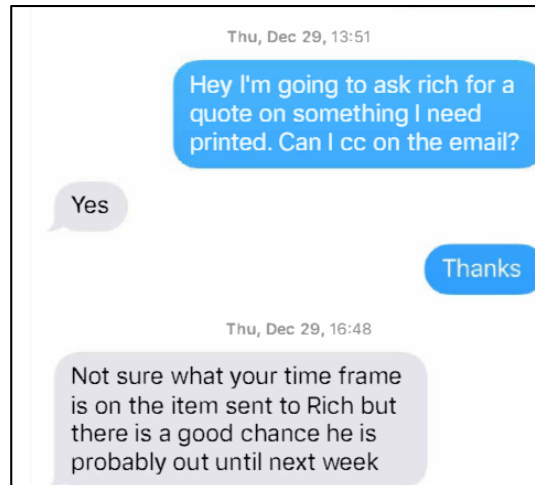 Thu, Dec 29, 13:51
Hey I'm going to ask rich for a
quote on something I need
printed. Can I cc on the email?
Yes
Thanks
Thu, Dec 29, 16:48
Not sure what your time frame
is on the item sent to Rich but
there is a good chance he is
probably out until next week